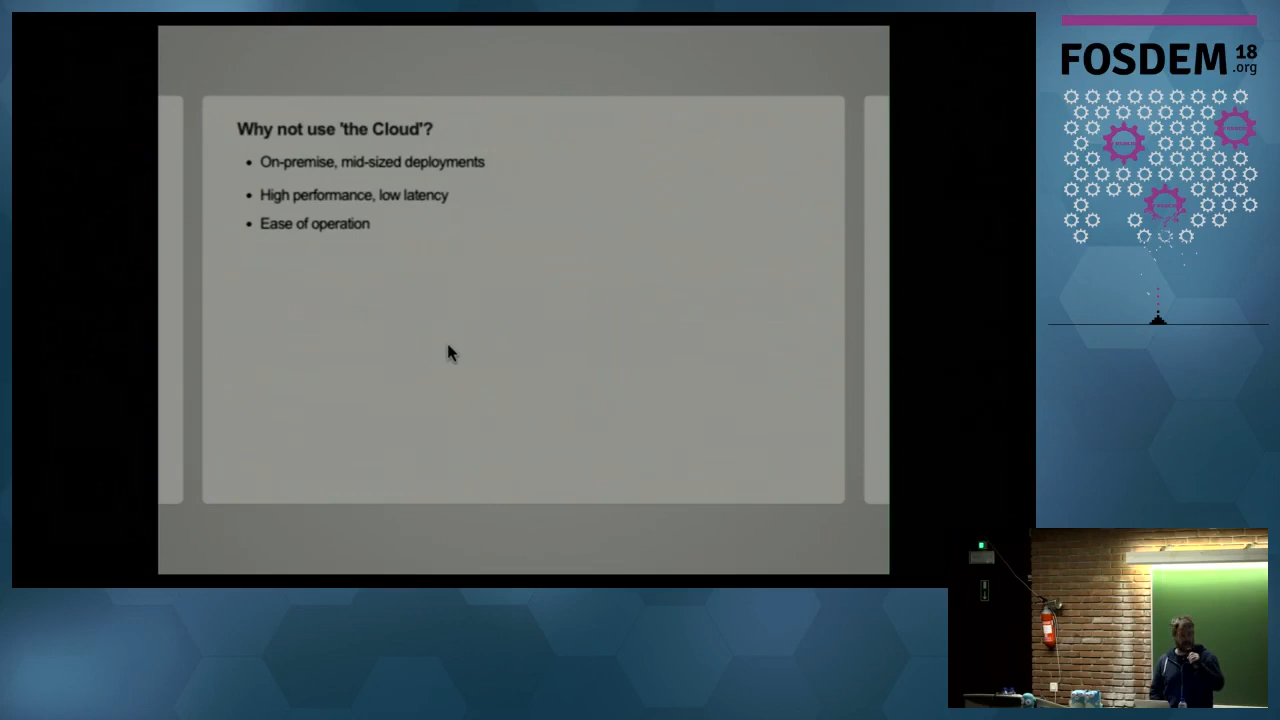 Why not use 'the Cloud'?
• On-premise, mid-sized deployments
• High performance, low latency
• Ease of operation
FOSDEM 18
.org